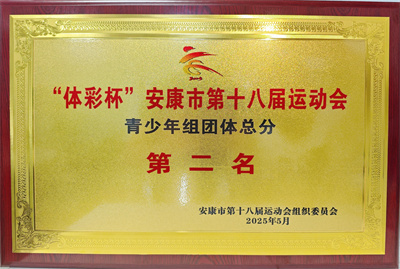 “体彩杯”安康市第十八届运动会
青少年组团体总分
第二名
安康市第十八届运动会组织委员会
2025年5月